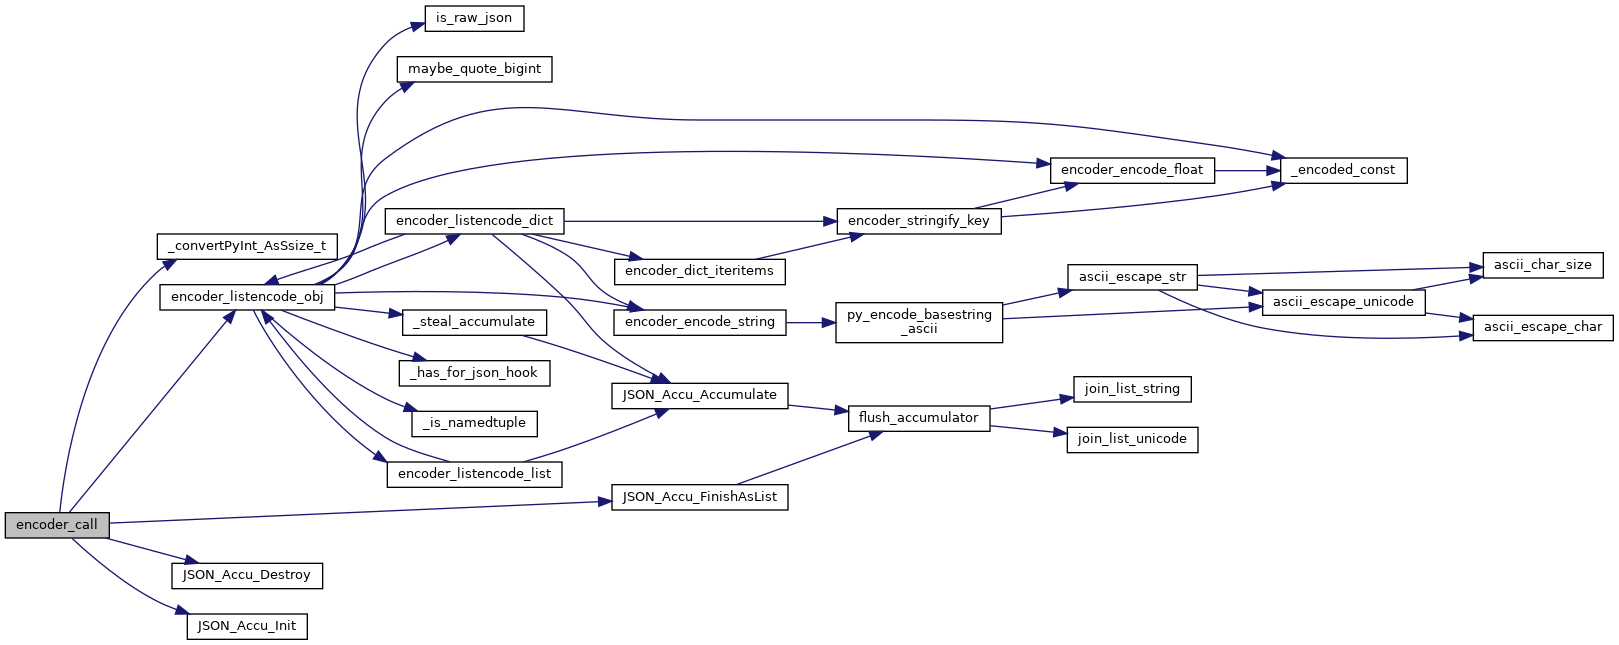 is_raw_json
maybe_quote_bigint
encoder_encode_float
_encoded_const
encoder_listencode_dict
encoder_stringify_key
_convertPyInt_AsSsize_t
encoder_dict_iteritems
ascii_escape_str
ascii_char_size
encoder_listencode_obj
ascii_escape_unicode
_steal_accumulate
encoder_encode_string
py_encode_basestring
_ascii
ascii_escape_char
_has_for_json_hook
JSON_Accu_Accumulate
join_list_string
_is_namedtuple
flush_accumulator
join_list_unicode
encoder_listencode_list
JSON_Accu_FinishAsList
encoder_call
JSON_Accu_Destroy
JSON_Accu_Init